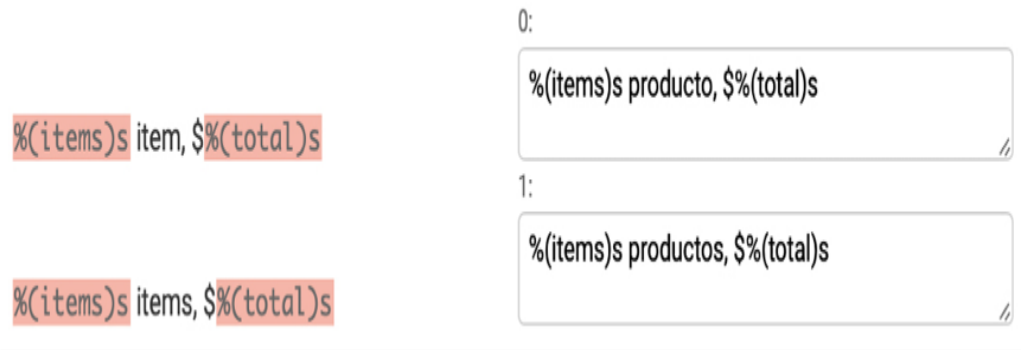 %(items)s item, $%(total)s
%(items)s items, $%(total)s
0:
%(items)s producto, $%(total)s
1:
%(items)s productos, $%(total)s